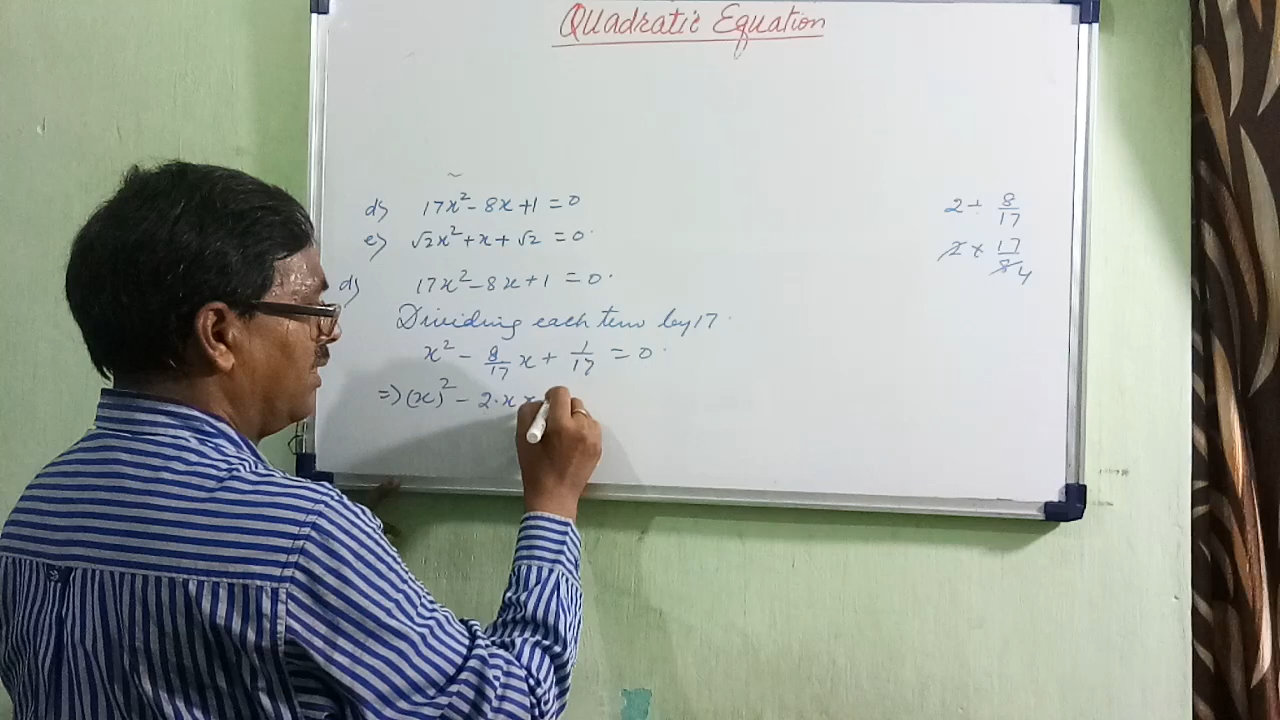 Quadratic Equation
d) 17x² - 8x + 1 = 0
e) √2x² + x + √2 = 0
d) 17x² - 8x + 1 = 0
Dividing each term by 17
x² - 8/17 x + 1/17 = 0
=> (x)² - 2·x
2 ÷ 8/17
2 × 17/8 4